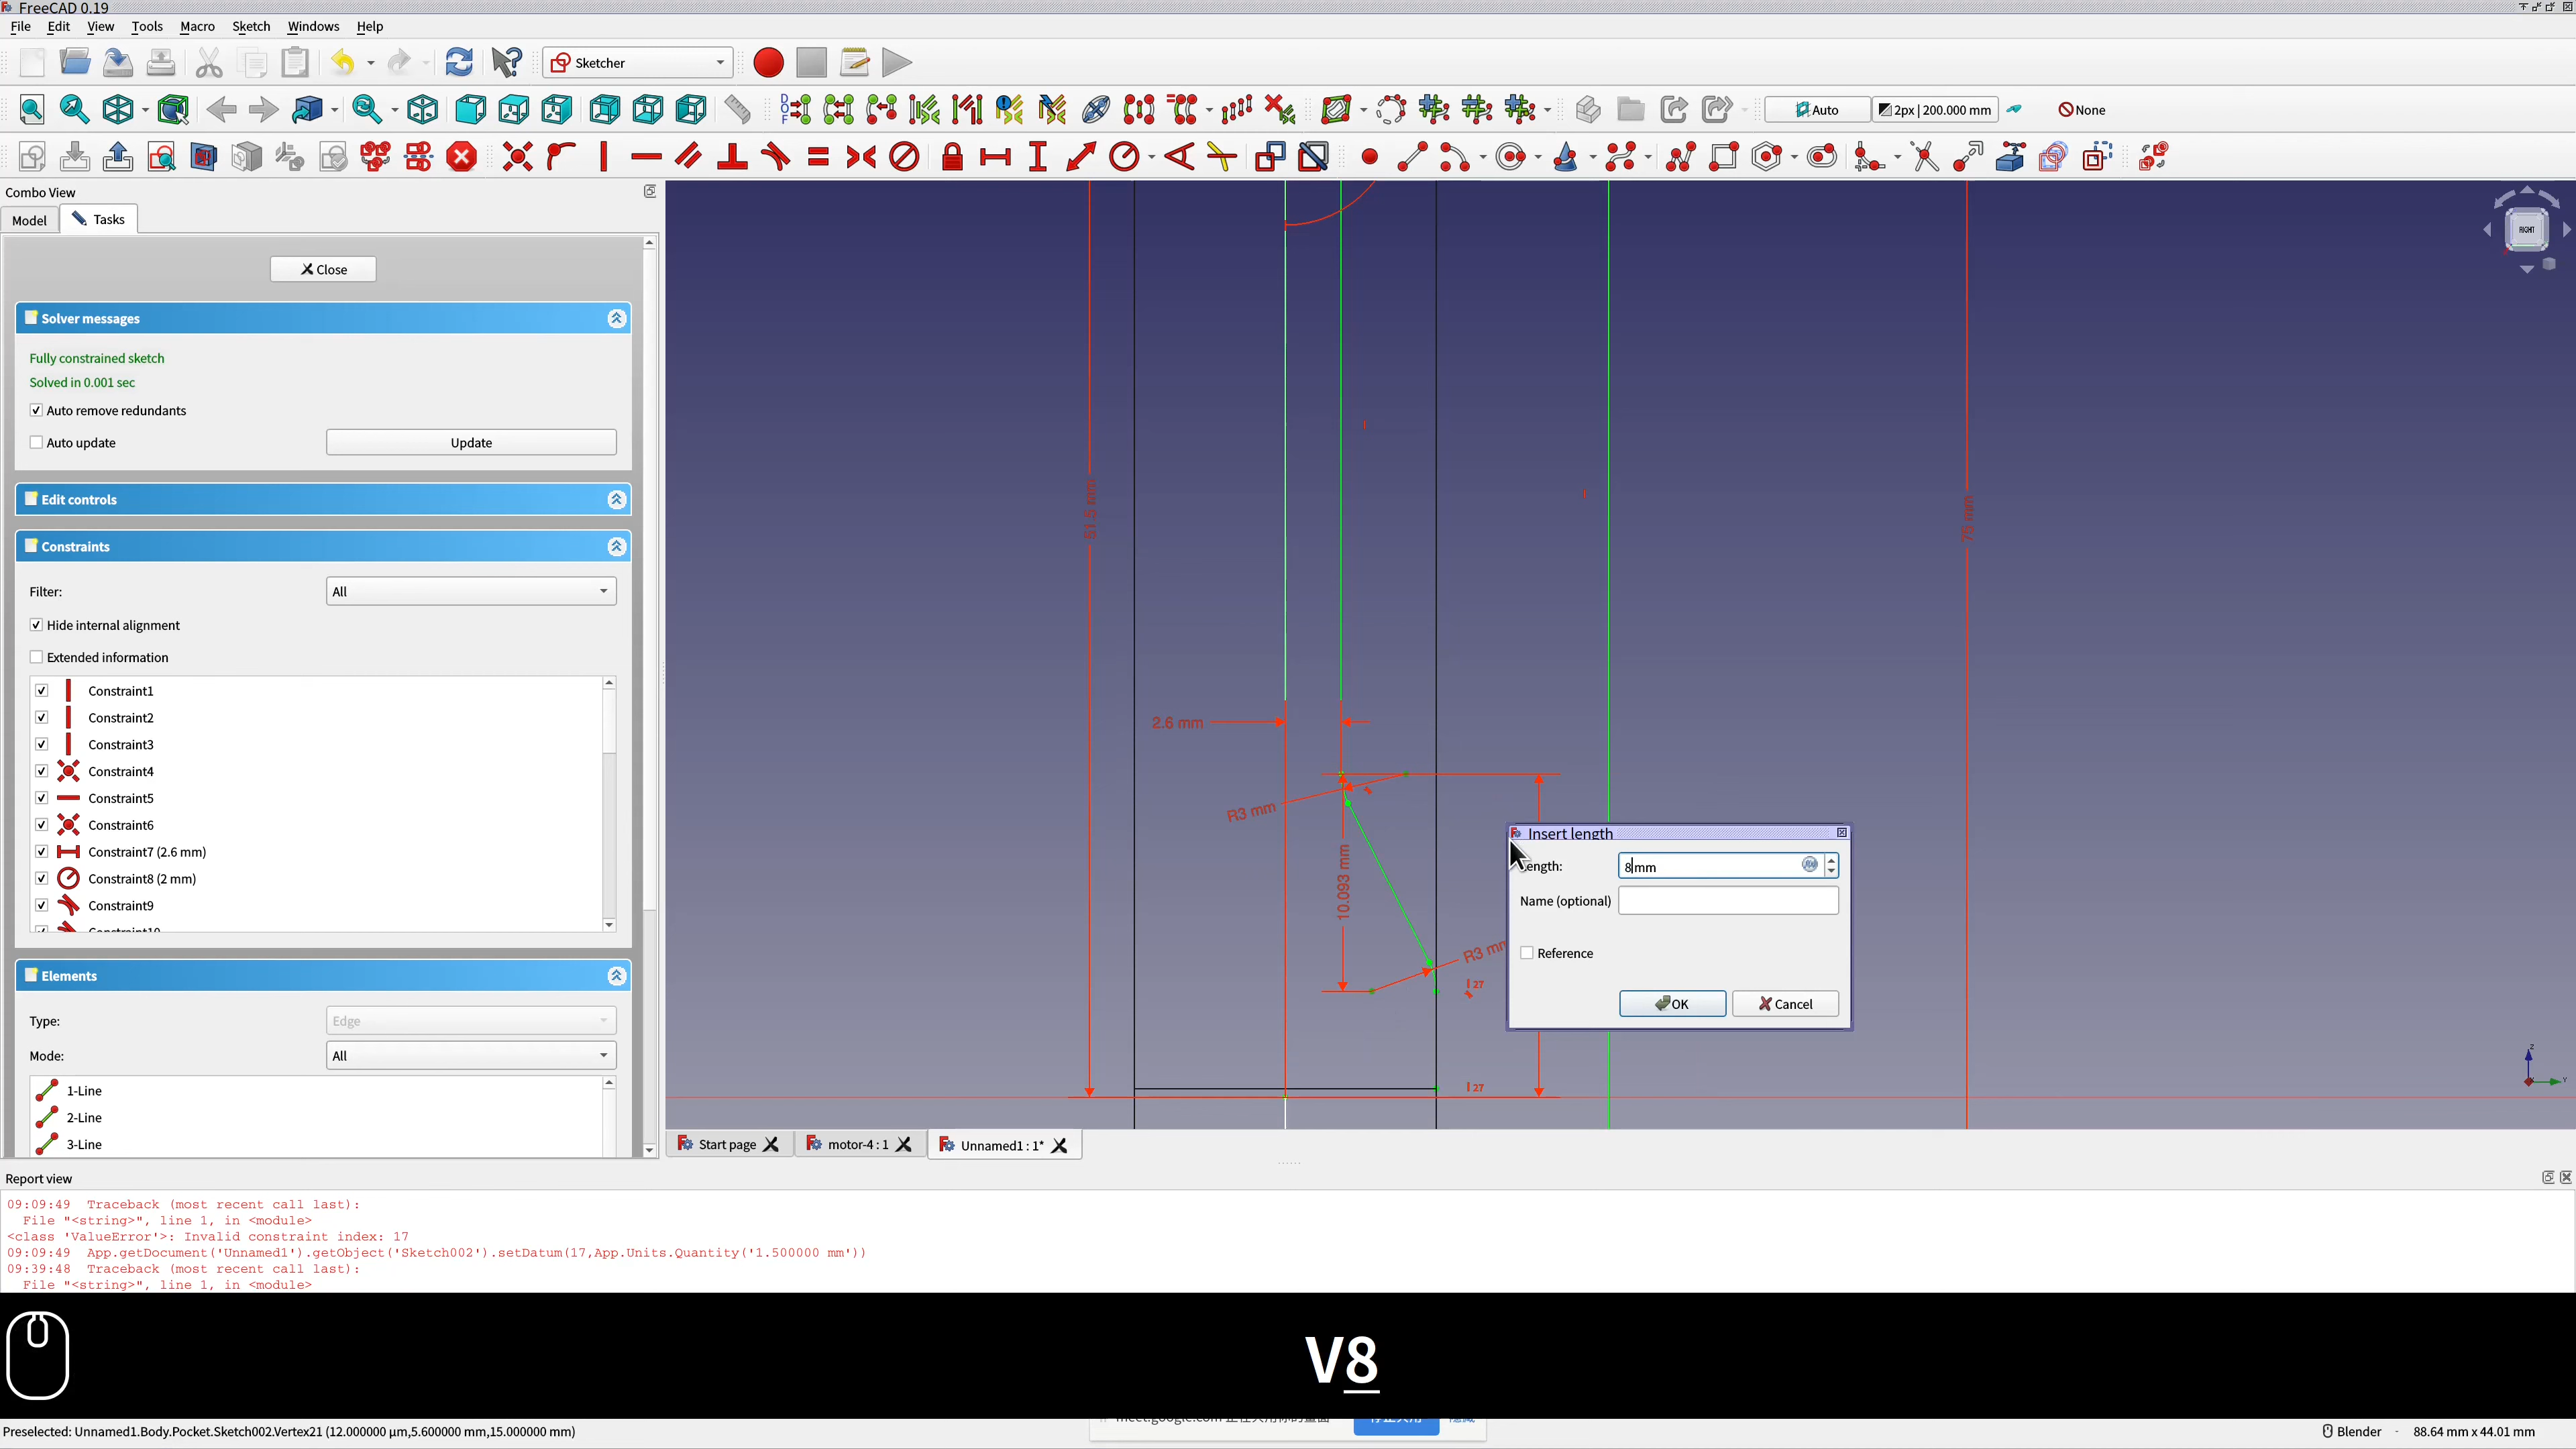 FreeCAD 0.19
File Edit View Tools Macro Sketch Windows Help
Sketcher
Auto 2px | 200.000 mm None
Combo View
Model Tasks
Close
Solver messages
Fully constrained sketch
Solved in 0.001 sec
Auto remove redundants
Auto update Update
Edit controls
Constraints
Filter: All
Hide internal alignment
Extended information
Constraint1
Constraint2
Constraint3
Constraint4
Constraint5
Constraint6
Constraint7 (2.6 mm)
Constraint8 (2 mm)
Constraint9
Constraint10
Elements
Type: Edge
Mode: All
1-Line
2-Line
3-Line
RIGHT
75 mm
2.6 mm
R3 mm
10.093 mm
R3 mm
27
27
Insert length
Length: 8 mm
Name (optional)
Reference
OK Cancel
Z
Y
Start page motor-4 : 1 Unnamed1 : 1*
Report view
09:09:49 Traceback (most recent call last):
File "<string>", line 1, in <module>
<class 'ValueError'>: Invalid constraint index: 17
09:09:49 App.getDocument('Unnamed1').getObject('Sketch002').setDatum(17,App.Units.Quantity('1.500000 mm'))
09:39:48 Traceback (most recent call last):
File "<string>", line 1, in <module>
V8
Preselected: Unnamed1.Body.Pocket.Sketch002.Vertex21 (12.000000 µm,5.600000 mm,15.000000 mm)
Blender - 88.64 mm x 44.01 mm